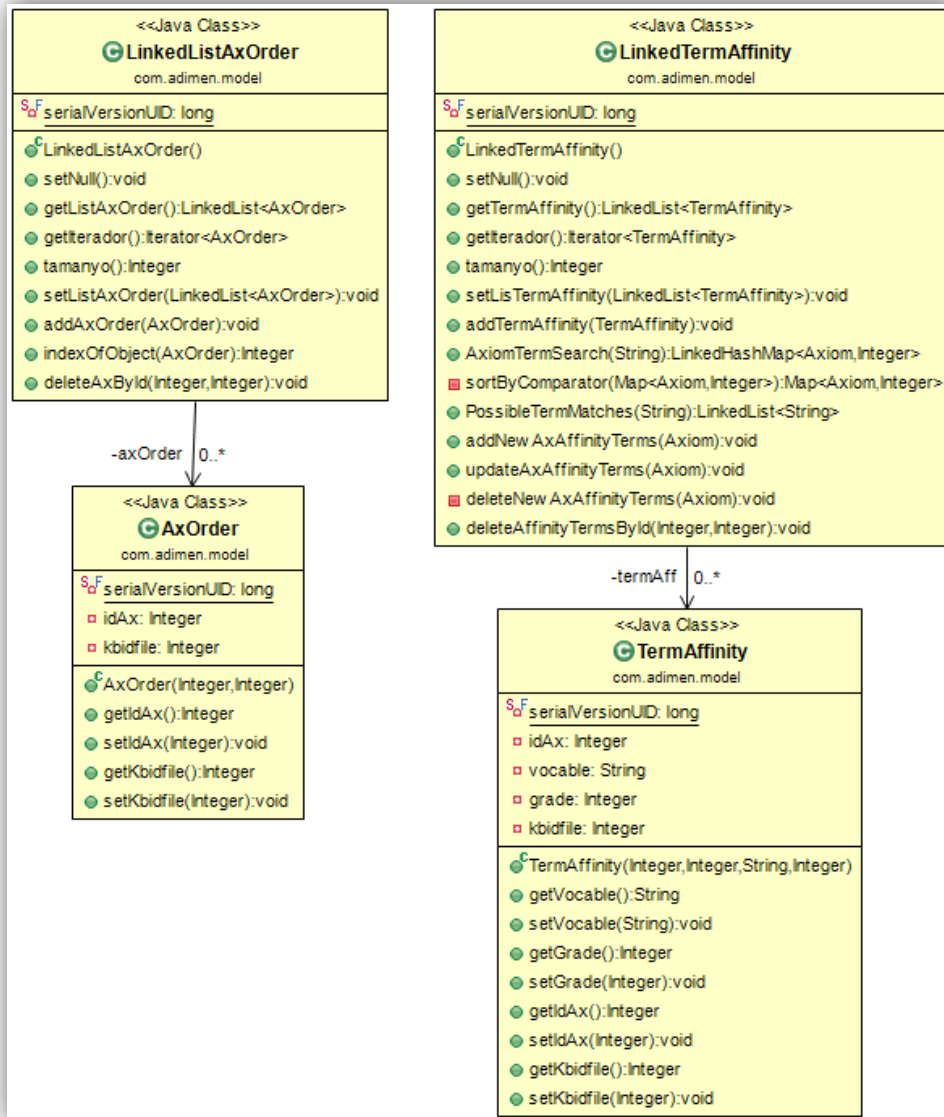 <<Java Class>>
LinkedListAxOrder
com.adimen.model
serialVersionUID: long
LinkedListAxOrder()
setNull():void
getListAxOrder():LinkedList<AxOrder>
getIterador():Iterator<AxOrder>
tamanyo():Integer
setListAxOrder(LinkedList<AxOrder>):void
addAxOrder(AxOrder):void
indexOfObject(AxOrder):Integer
deleteAxById(Integer,Integer):void
-axOrder 0..*
<<Java Class>>
AxOrder
com.adimen.model
serialVersionUID: long
idAx: Integer
kbidfile: Integer
AxOrder(Integer,Integer)
getIdAx():Integer
setIdAx(Integer):void
getKbidfile():Integer
setKbidfile(Integer):void
<<Java Class>>
LinkedTermAffinity
com.adimen.model
serialVersionUID: long
LinkedTermAffinity()
setNull():void
getTermAffinity():LinkedList<TermAffinity>
getIterador():Iterator<TermAffinity>
tamanyo():Integer
setLisTermAffinity(LinkedList<TermAffinity>):void
addTermAffinity(TermAffinity):void
AxiomTermSearch(String):LinkedHashMap<Axiom,Integer>
sortByComparator(Map<Axiom,Integer>):Map<Axiom,Integer>
PossibleTermMatches(String):LinkedList<String>
addNewAxAffinityTerms(Axiom):void
updateAxAffinityTerms(Axiom):void
deleteNewAxAffinityTerms(Axiom):void
deleteAffinityTermsById(Integer,Integer):void
-termAff 0..*
<<Java Class>>
TermAffinity
com.adimen.model
serialVersionUID: long
idAx: Integer
vocable: String
grade: Integer
kbidfile: Integer
TermAffinity(Integer,Integer,String,Integer)
getVocable():String
setVocable(String):void
getGrade():Integer
setGrade(Integer):void
getIdAx():Integer
setIdAx(Integer):void
getKbidfile():Integer
setKbidfile(Integer):void